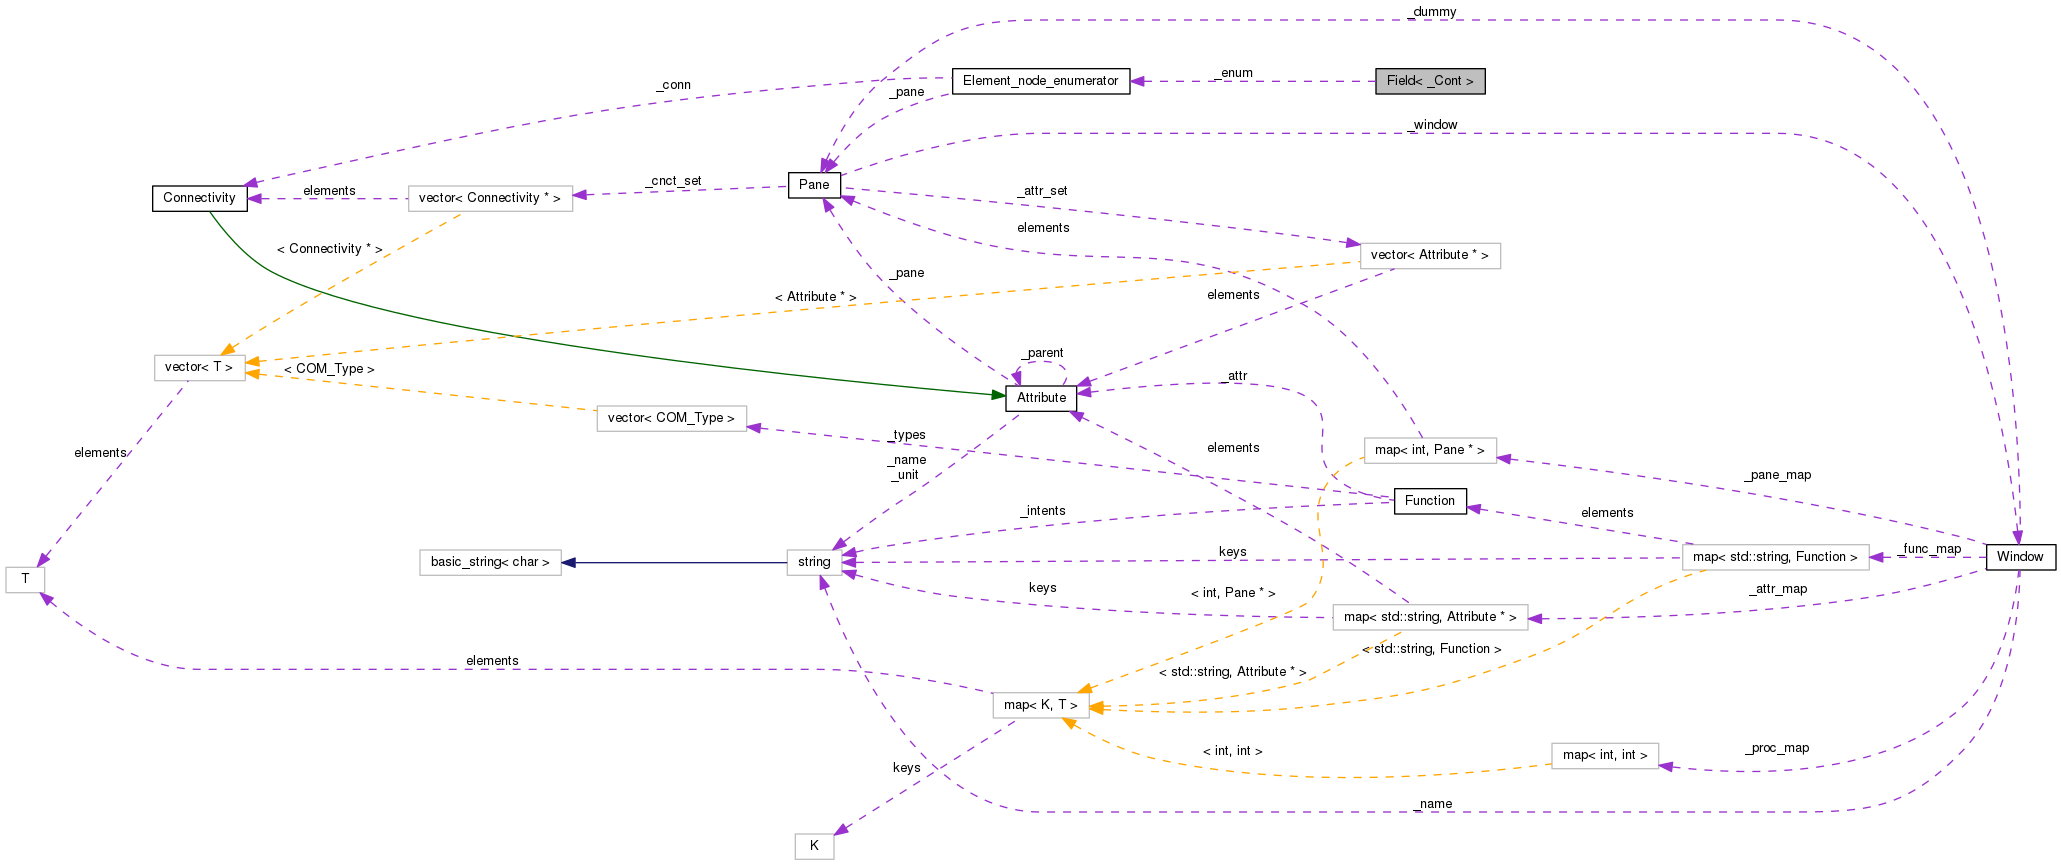 _dummy
Element_node_enumerator
_enum
Field< _Cont >
_conn
_pane
_window
Connectivity
elements
vector< Connectivity * >
_cnct_set
Pane
_attr_set
elements
< Connectivity * >
_pane
vector< Attribute * >
< Attribute * >
elements
vector< T >
< COM_Type >
_parent
Attribute
_attr
vector< COM_Type >
_types
elements
map< int, Pane * >
elements
_name
_unit
_pane_map
Function
_intents
elements
basic_string< char >
string
keys
map< std::string, Function >
_func_map
Window
T
keys
< int, Pane * >
map< std::string, Attribute * >
_attr_map
elements
< std::string, Function >
< std::string, Attribute * >
map< K, T >
keys
< int, int >
map< int, int >
_proc_map
_name
K